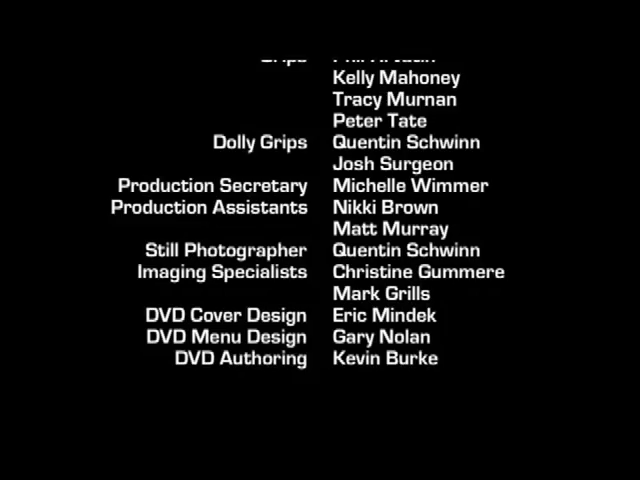 Grips
Kelly Mahoney
Tracy Murnan
Peter Tate
Dolly Grips Quentin Schwinn
Josh Surgeon
Production Secretary Michelle Wimmer
Production Assistants Nikki Brown
Matt Murray
Still Photographer Quentin Schwinn
Imaging Specialists Christine Gummere
Mark Grills
DVD Cover Design Eric Mindek
DVD Menu Design Gary Nolan
DVD Authoring Kevin Burke